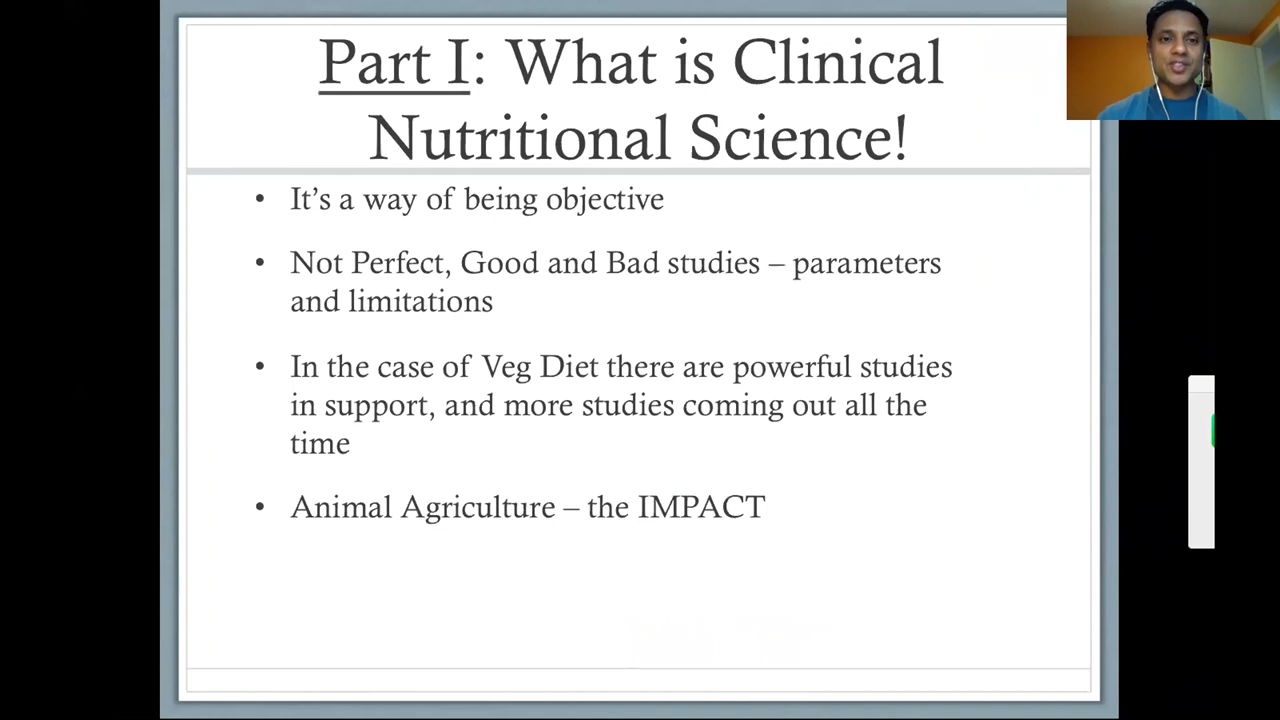 Part I: What is Clinical
Nutritional Science!
• It’s a way of being objective
• Not Perfect, Good and Bad studies – parameters
and limitations
• In the case of Veg Diet there are powerful studies
in support, and more studies coming out all the
time
• Animal Agriculture – the IMPACT